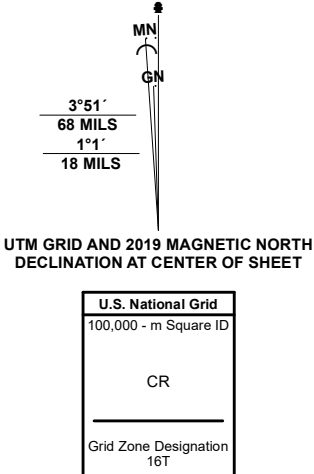 MN
GN
3°51´
68 MILS
1°1´
18 MILS
UTM GRID AND 2019 MAGNETIC NORTH
DECLINATION AT CENTER OF SHEET
U.S. National Grid
100,000 - m Square ID
CR
Grid Zone Designation
16T